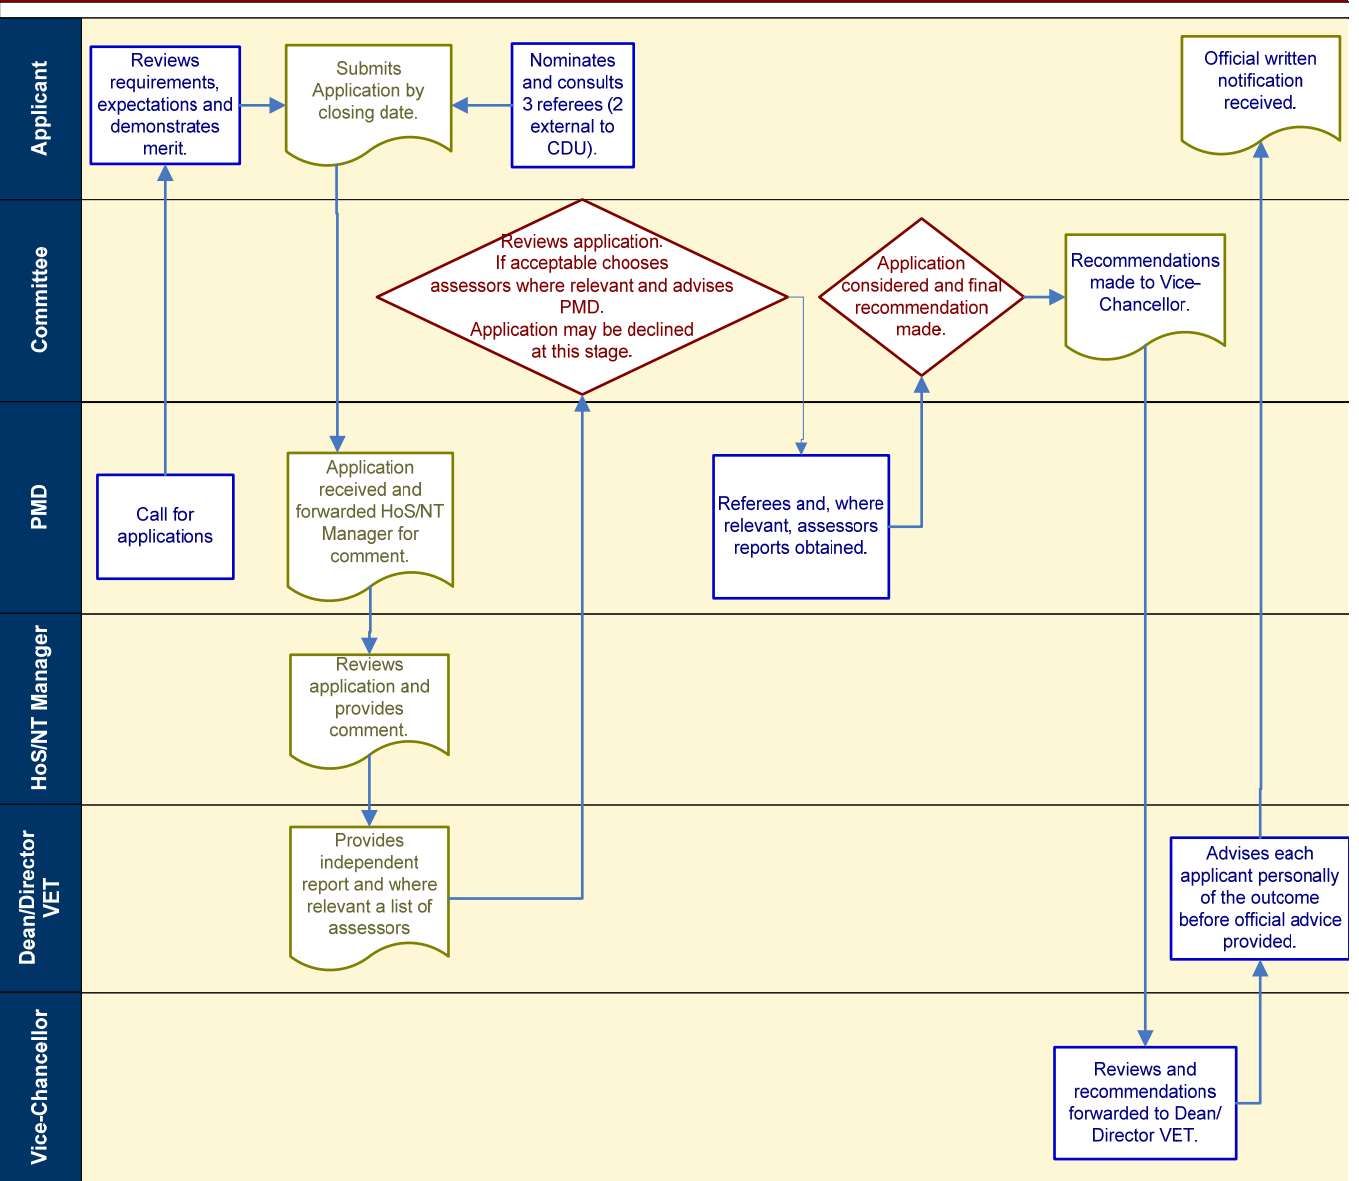 Applicant
Reviews
requirements,
expectations and
demonstrates
merit.
Submits
Application by
closing date.
Nominates
and consults
3 referees (2
external to
CDU).
Official written
notification
received.
Committee
Reviews application.
If acceptable chooses
assessors where relevant and advises
PMD.
Application may be declined
at this stage.
Application
considered and final
recommendation
made.
Recommendations
made to Vice-
Chancellor.
PMD
Call for
applications
Application
received and
forwarded HoS/NT
Manager for
comment.
Referees and, where
relevant, assessors
reports obtained.
HoS/NT Manager
Reviews
application and
provides
comment.
Dean/Director
VET
Provides
independent
report and where
relevant a list of
assessors
Advises each
applicant personally
of the outcome
before official advice
provided.
Vice-Chancellor
Reviews and
recommendations
forwarded to Dean/
Director VET.